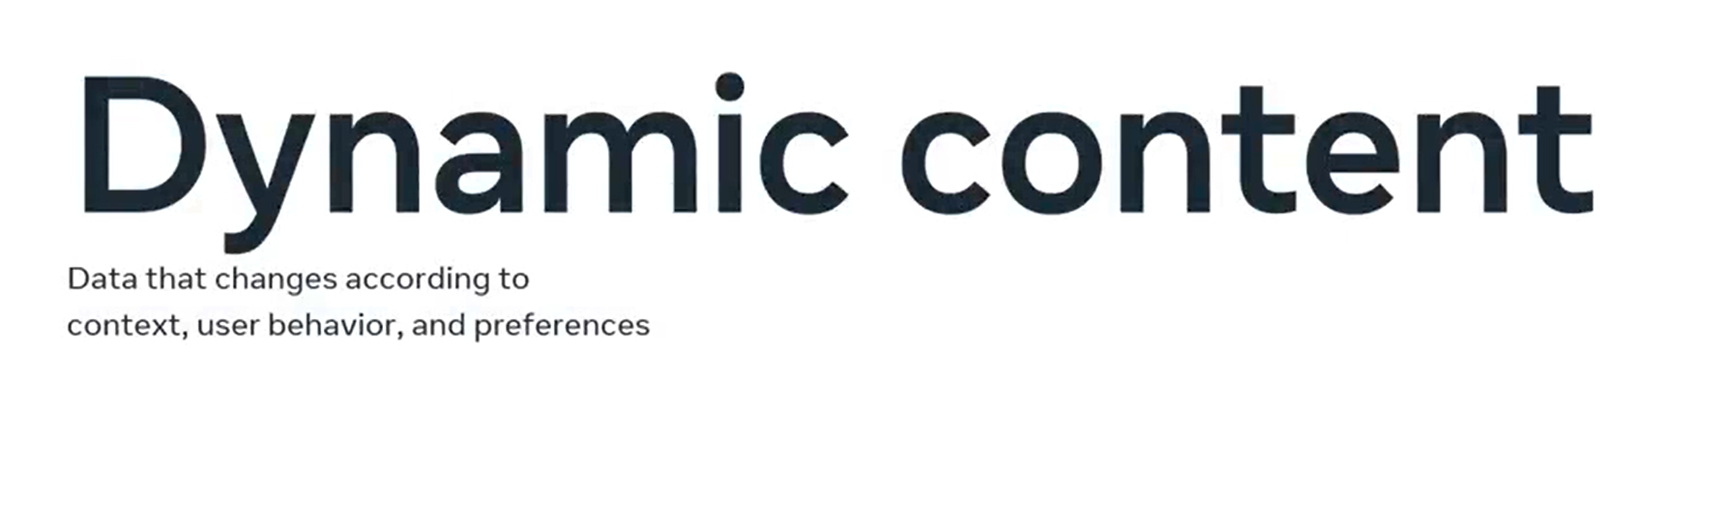 Dynamic content
Data that changes according to
context, user behavior, and preferences